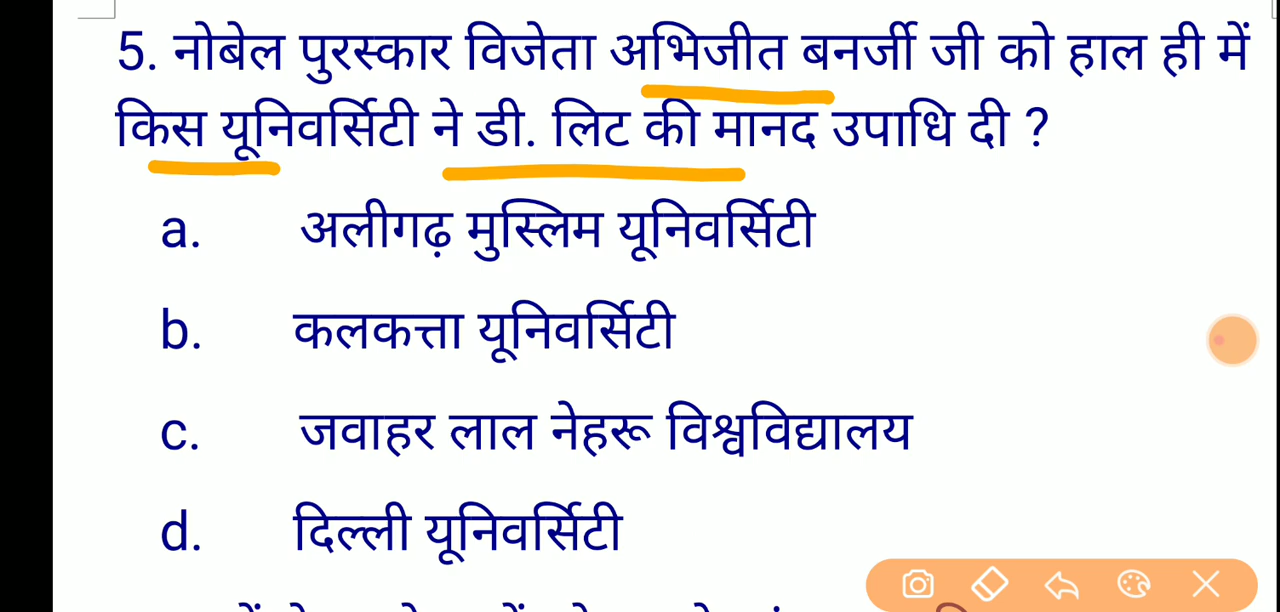 5. नोबेल पुरस्कार विजेता अभिजीत बनर्जी जी को हाल ही में
किस यूनिवर्सिटी ने डी. लिट की मानद उपाधि दी ?
a. अलीगढ़ मुस्लिम यूनिवर्सिटी
b. कलकत्ता यूनिवर्सिटी
c. जवाहर लाल नेहरू विश्वविद्यालय
d. दिल्ली यूनिवर्सिटी